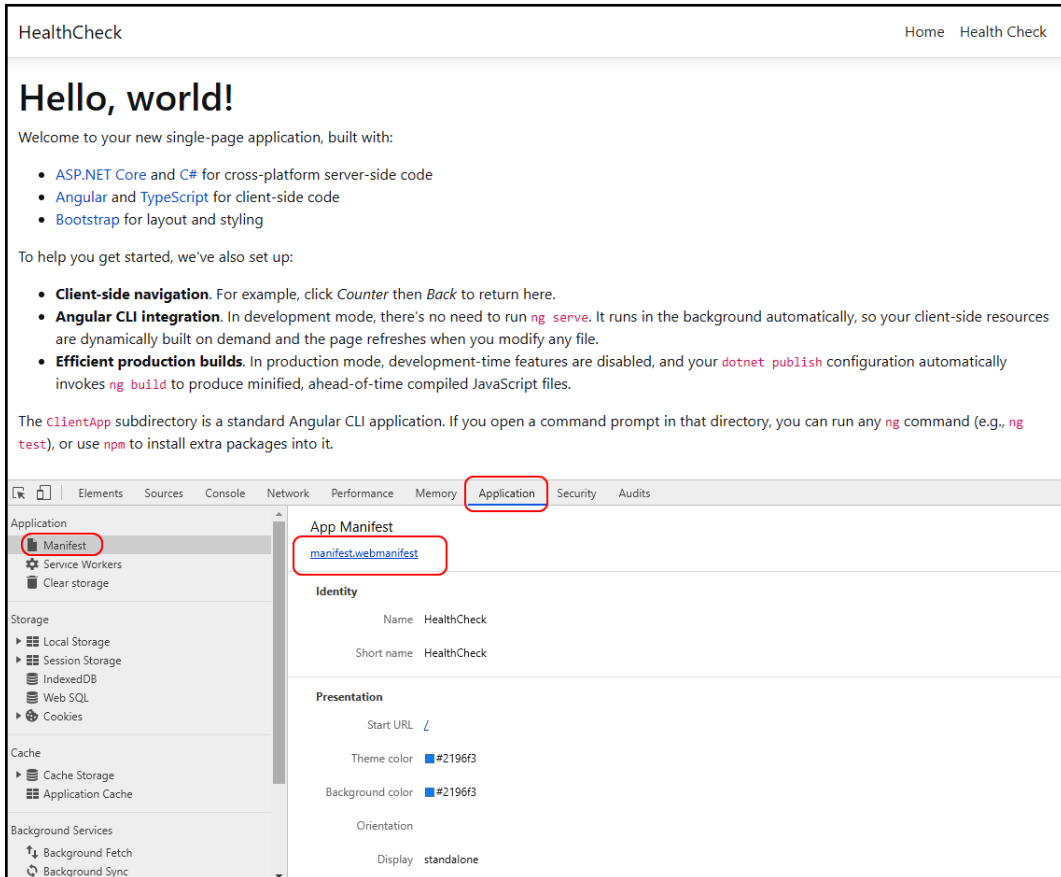 HealthCheck
Home Health Check
Hello, world!
Welcome to your new single-page application, built with:
• ASP.NET Core and C# for cross-platform server-side code
• Angular and TypeScript for client-side code
• Bootstrap for layout and styling
To help you get started, we've also set up:
• Client-side navigation. For example, click Counter then Back to return here.
• Angular CLI integration. In development mode, there's no need to run ng serve. It runs in the background automatically, so your client-side resources
are dynamically built on demand and the page refreshes when you modify any file.
• Efficient production builds. In production mode, development-time features are disabled, and your dotnet publish configuration automatically
invokes ng build to produce minified, ahead-of-time compiled JavaScript files.
The ClientApp subdirectory is a standard Angular CLI application. If you open a command prompt in that directory, you can run any ng command (e.g., ng
test), or use npm to install extra packages into it.
Elements Sources Console Network Performance Memory Application Security Audits
Application
Manifest
Service Workers
Clear storage
Storage
Local Storage
Session Storage
IndexedDB
Web SQL
Cookies
Cache
Cache Storage
Application Cache
Background Services
Background Fetch
Background Sync
App Manifest
manifest.webmanifest
Identity
Name HealthCheck
Short name HealthCheck
Presentation
Start URL /
Theme color #2196f3
Background color #2196f3
Orientation
Display standalone